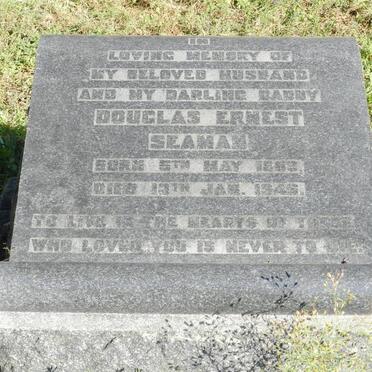 IN
LOVING MEMORY OF
MY BELOVED HUSBAND
AND MY DARLING DADDY
DOUGLAS ERNEST
SEAMAN
BORN 5TH MAY
DIED 13TH JAN. 1946
TO LIVE IN THE HEARTS OF THOSE
WHO LOVED YOU IS NEVER TO DIE